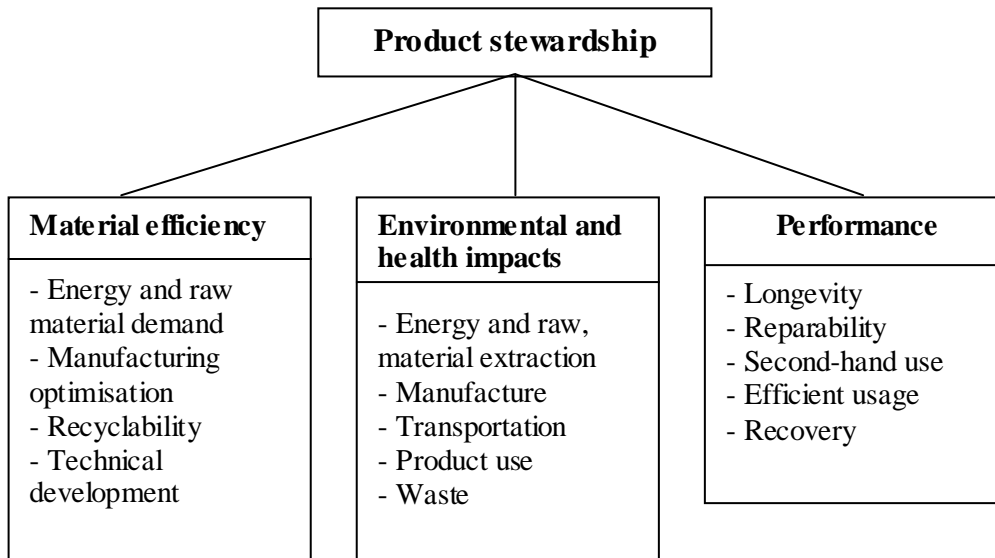 Product stewardship
Material efficiency
- Energy and raw
material demand
- Manufacturing
optimisation
- Recyclability
- Technical
development
Environmental and
health impacts
- Energy and raw,
material extraction
- Manufacture
- Transportation
- Product use
- Waste
Performance
- Longevity
- Reparability
- Second-hand use
- Efficient usage
- Recovery